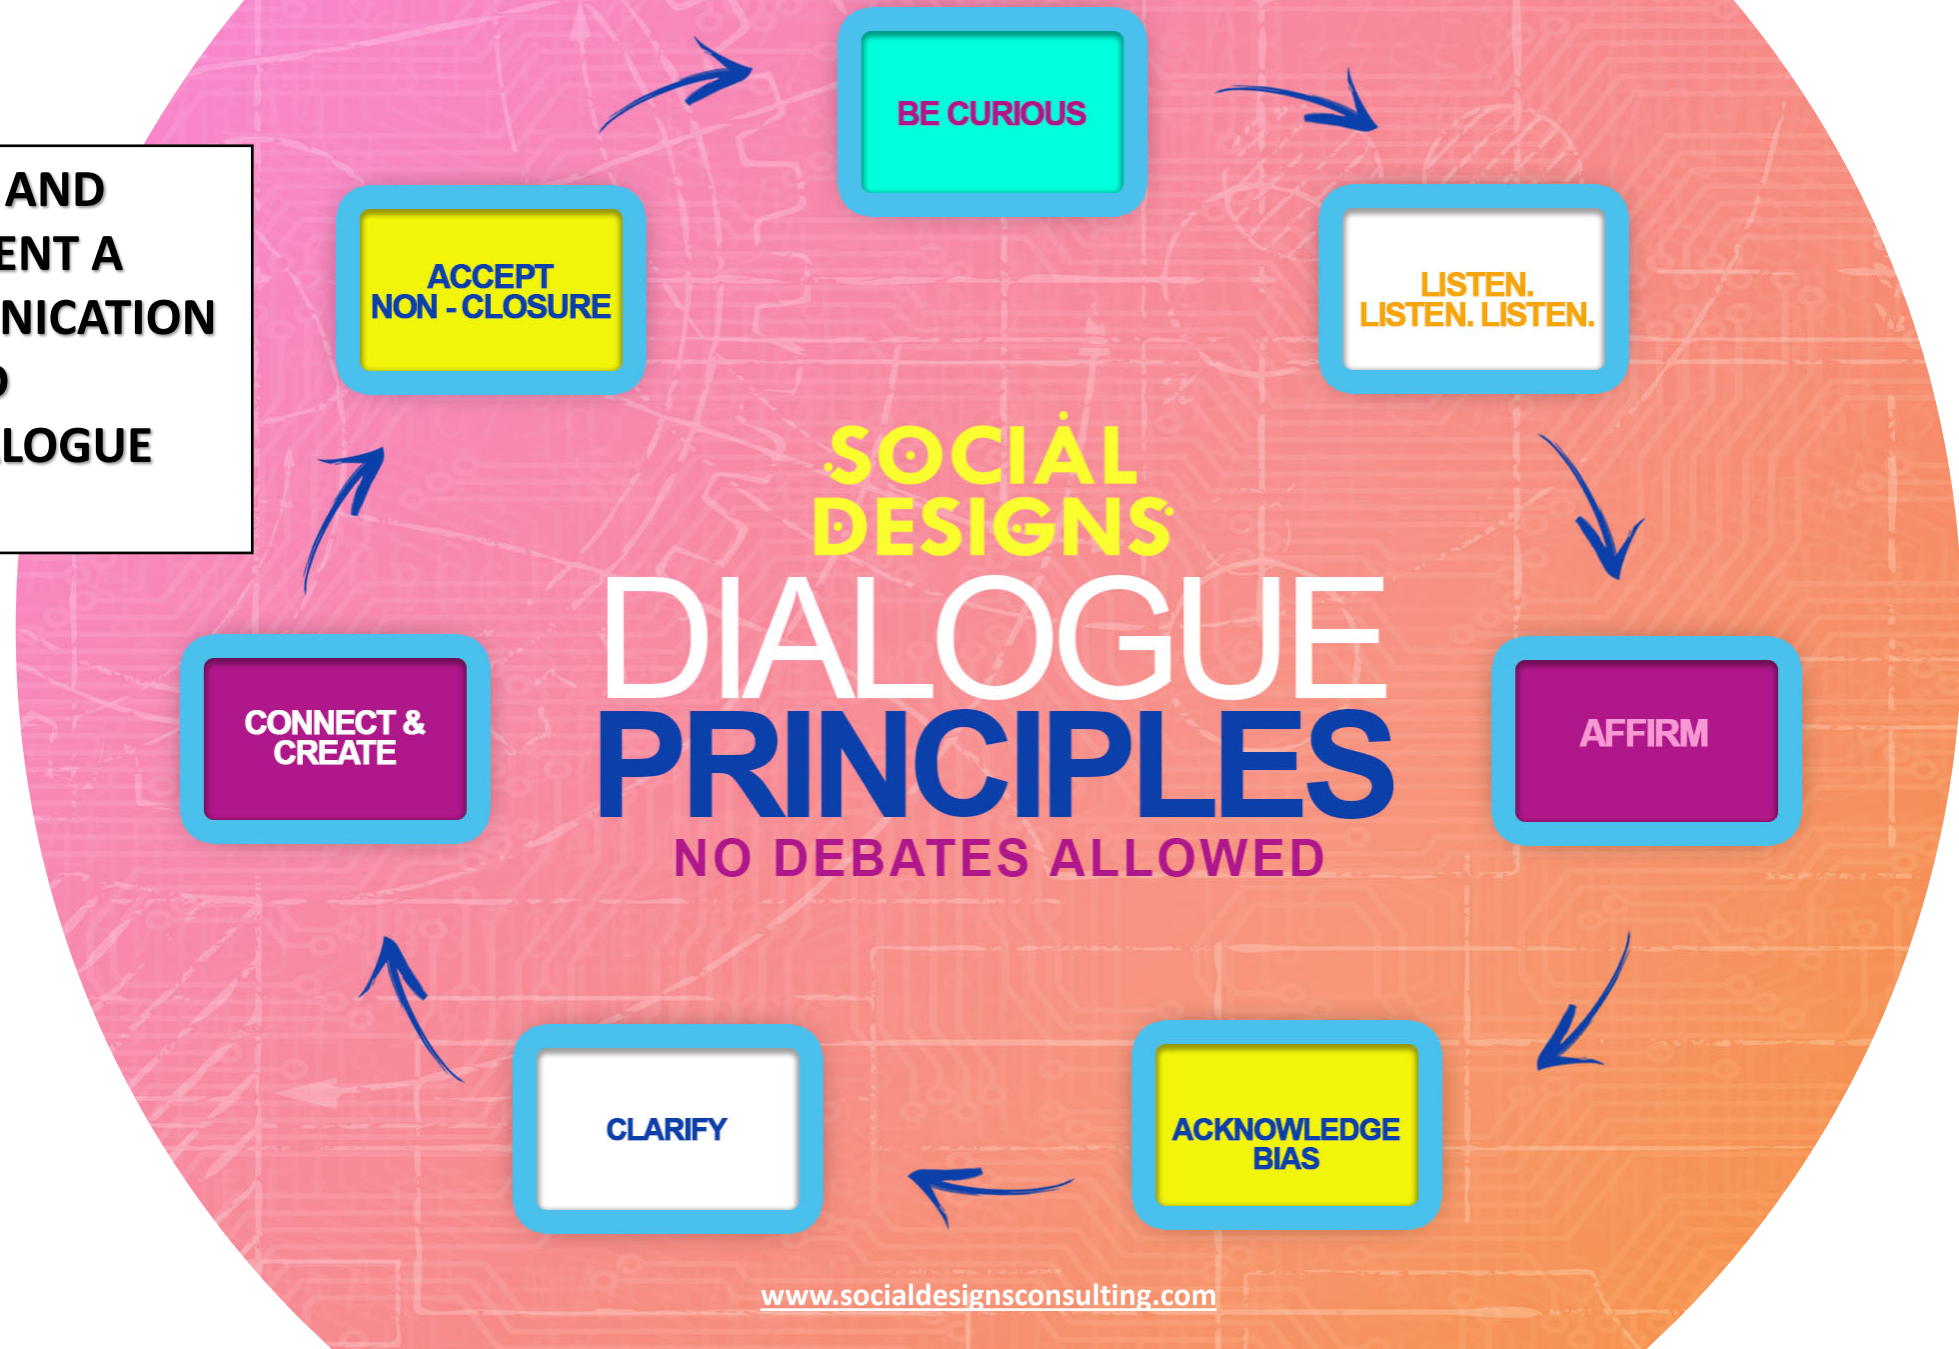 AND
ENT A
NICATION
LOGUE
BE CURIOUS
LISTEN.
LISTEN. LISTEN.
AFFIRM
ACKNOWLEDGE
BIAS
CLARIFY
CONNECT &
CREATE
ACCEPT
NON - CLOSURE
SOCIAL
DESIGNS
DIALOGUE
PRINCIPLES
NO DEBATES ALLOWED
www.socialdesignsconsulting.com